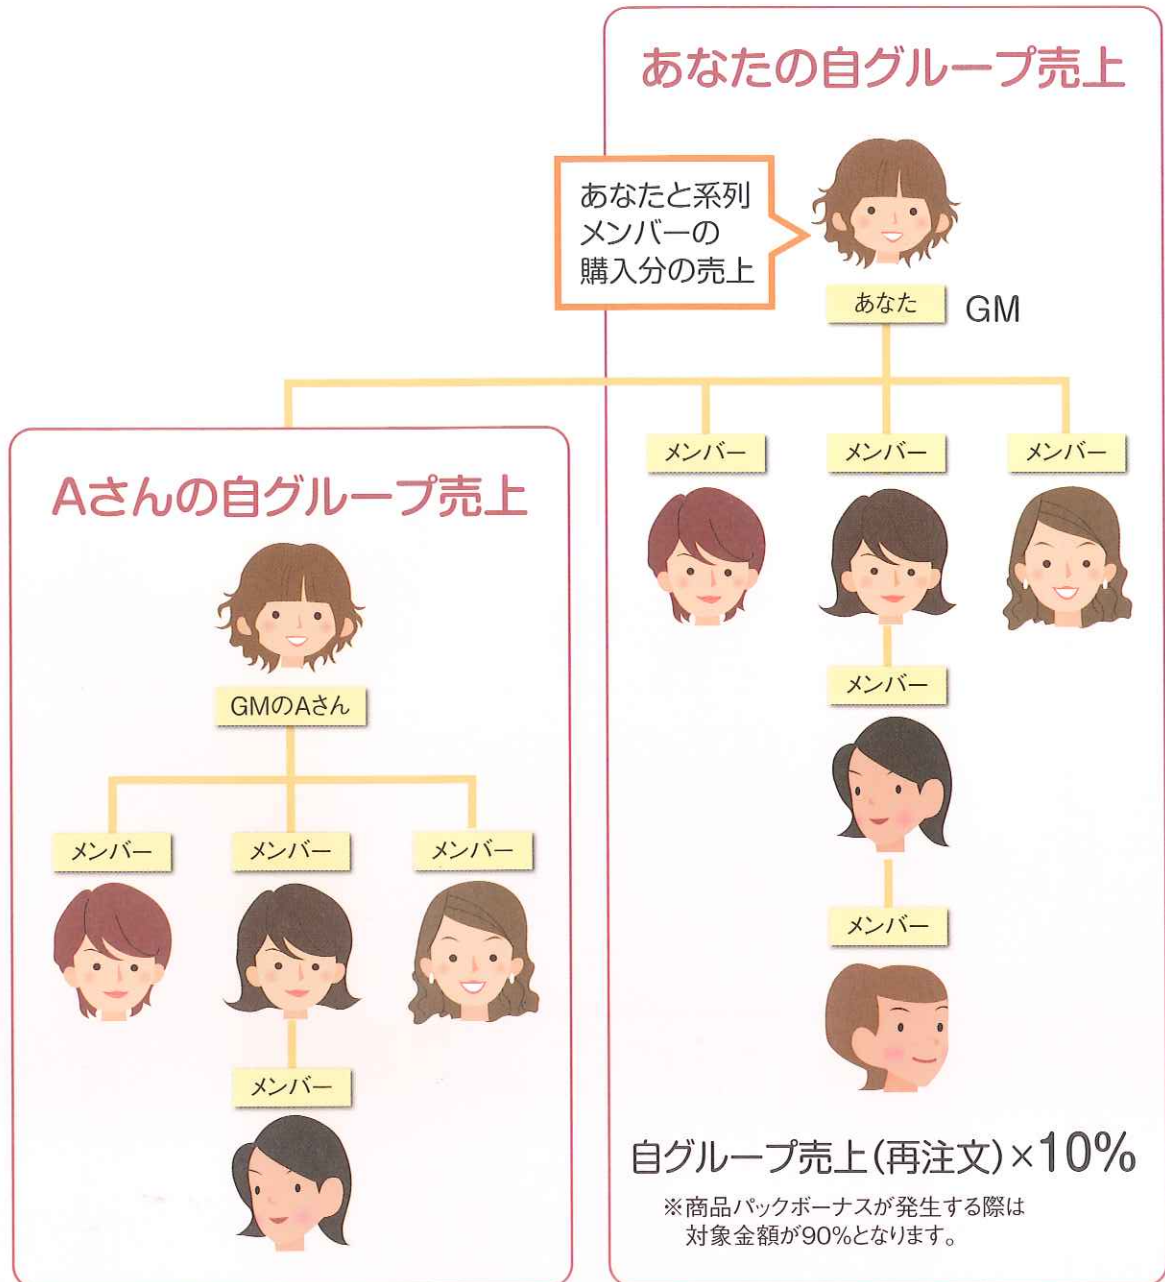 あなたの自グループ売上
あなたと系列
メンバーの
購入分の売上
あなた
GM
メンバー
メンバー
メンバー
メンバー
メンバー
Aさんの自グループ売上
GMのAさん
メンバー
メンバー
メンバー
メンバー
自グループ売上(再注文)×10%
※商品パックボーナスが発生する際は
対象金額が90%となります。